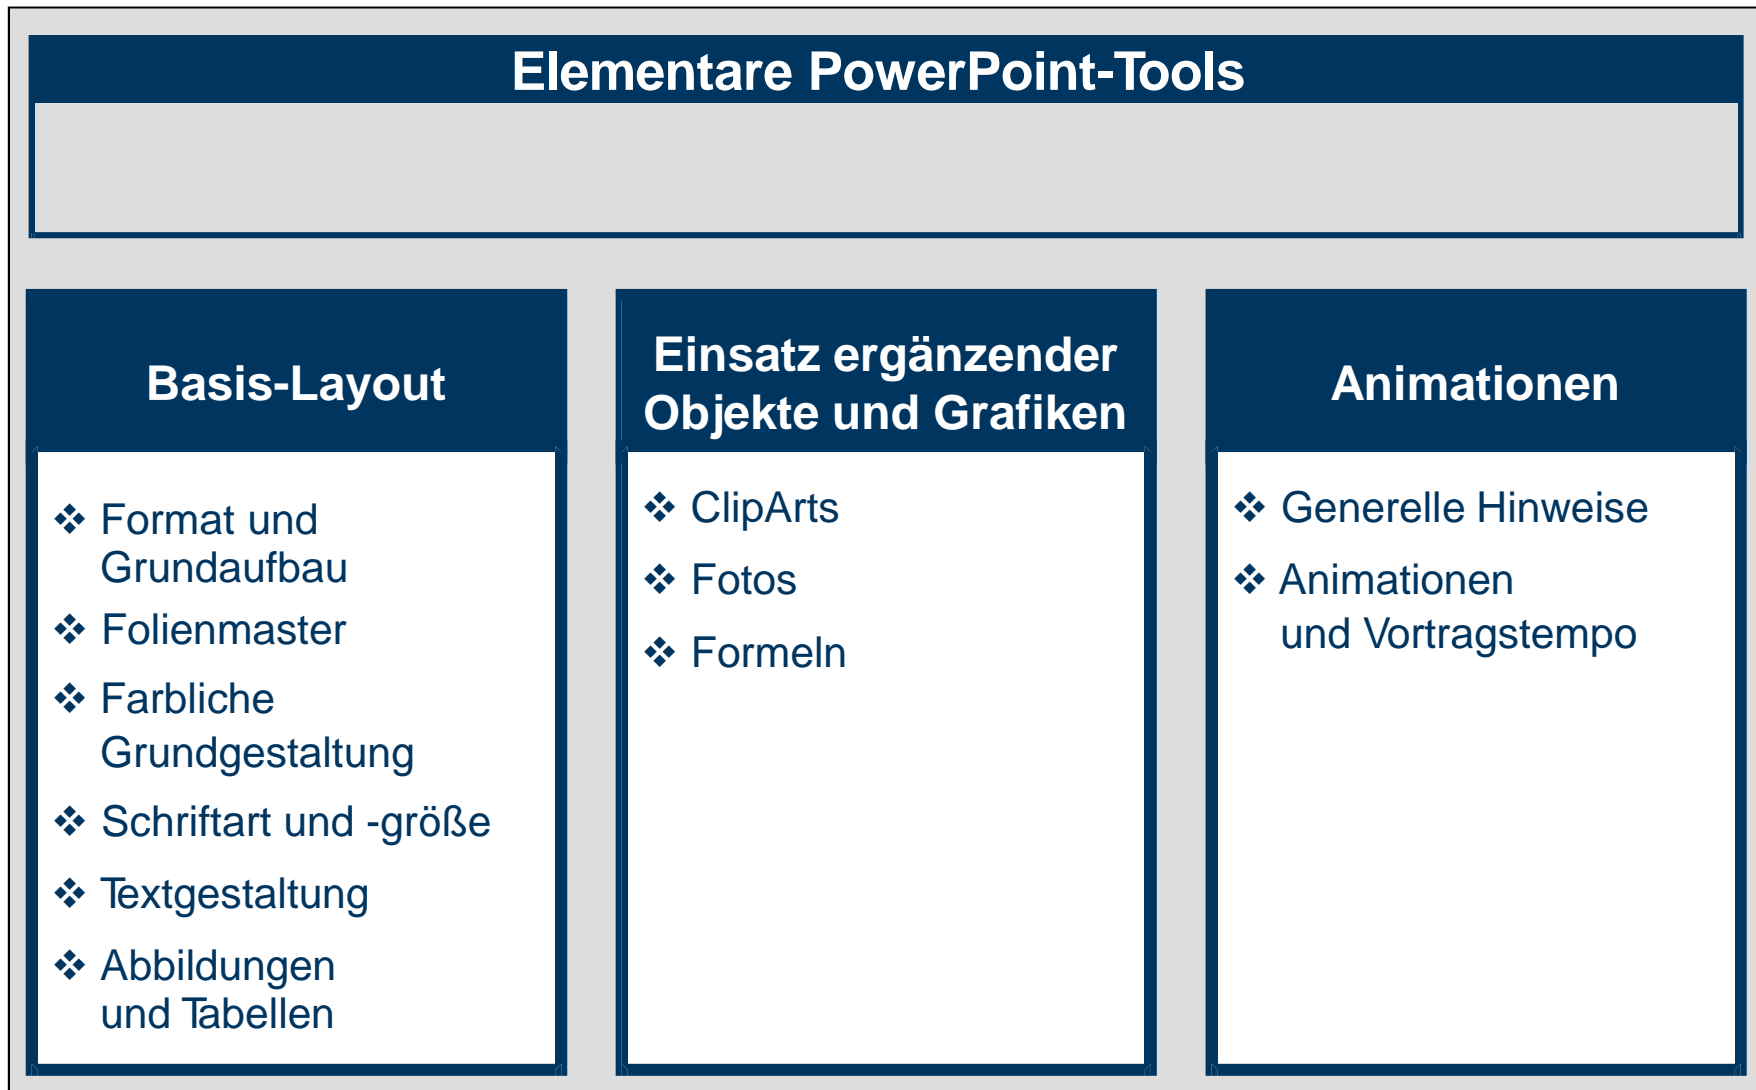 Elementare PowerPoint-Tools
Basis-Layout
❖ Format und
Grundaufbau
❖ Folienmaster
❖ Farbliche
Grundgestaltung
❖ Schriftart und -größe
❖ Textgestaltung
❖ Abbildungen
und Tabellen
Einsatz ergänzender
Objekte und Grafiken
❖ ClipArts
❖ Fotos
❖ Formeln
Animationen
❖ Generelle Hinweise
❖ Animationen
und Vortragstempo